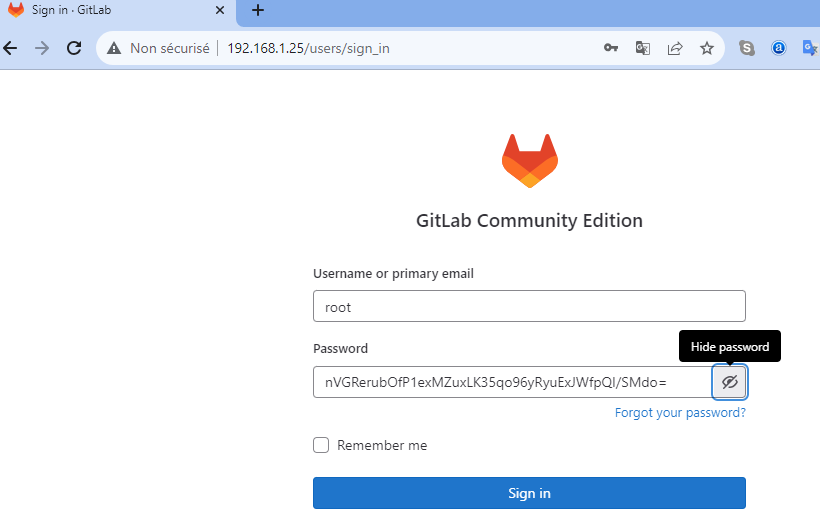 Sign in · GitLab
Non sécurisé 192.168.1.25/users/sign_in
GitLab Community Edition
Username or primary email
root
Password
Hide password
nVGRerubOfP1exMZuxLK35qo96yRyuExJWfpQI/SMdo=
Forgot your password?
Remember me
Sign in